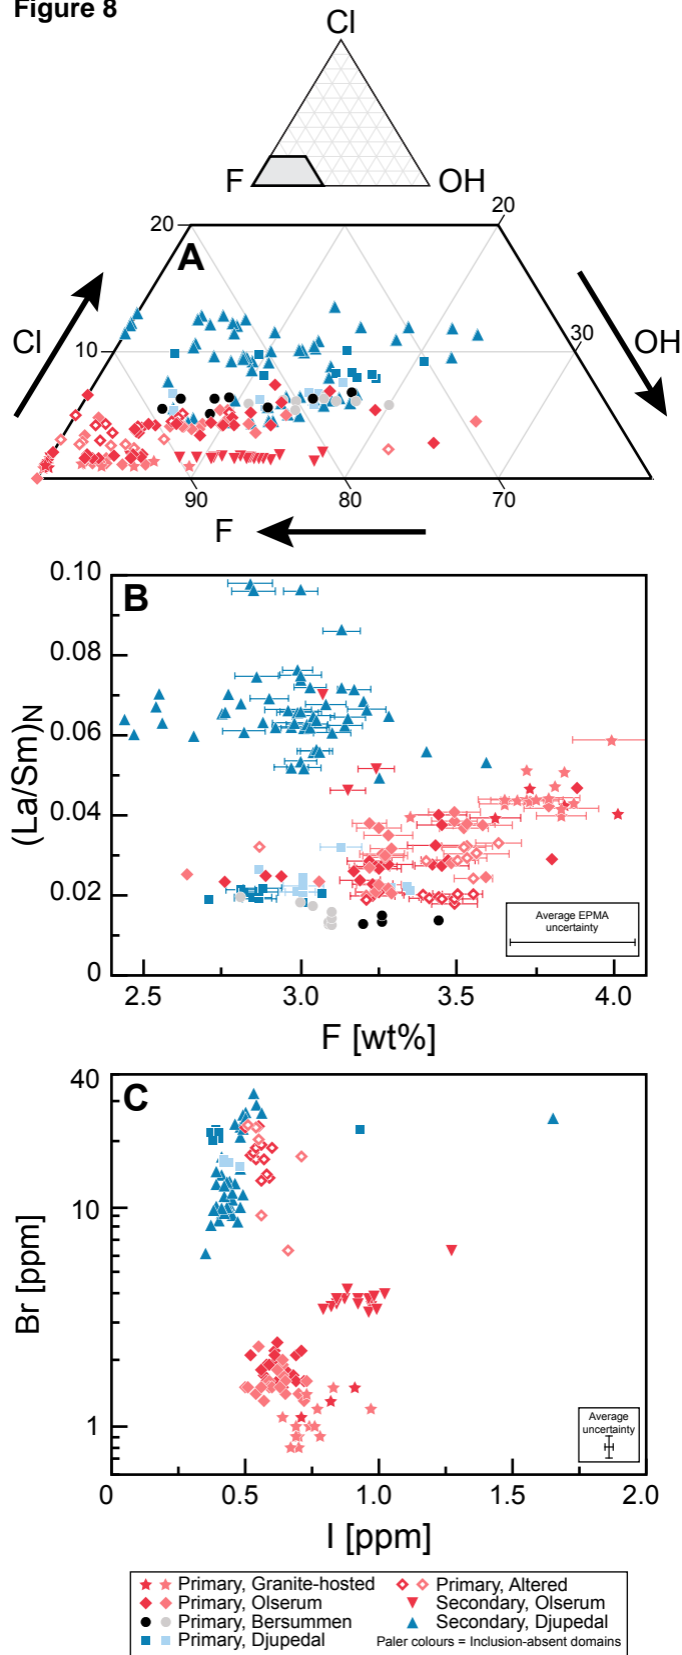 Figure 8
Cl
F
OH
20
20
A
Cl
10
30
OH
90
80
70
F
0.10
B
0.08
0.06
(La/Sm)N
0.04
0.02
Average EPMA
uncertainty
0
2.5
3.0
3.5
4.0
F [wt%]
40
C
10
Br [ppm]
1
Average
uncertainty
0
0.5
1.0
1.5
2.0
I [ppm]
Primary, Granite-hosted
Primary, Altered
Primary, Olserum
Secondary, Olserum
Primary, Bersummen
Secondary, Djupedal
Primary, Djupedal
Paler colours = Inclusion-absent domains